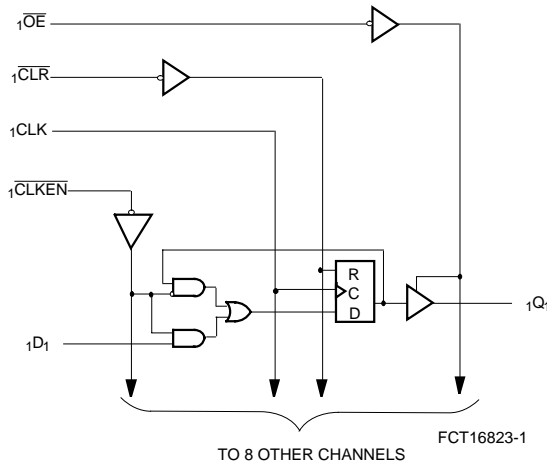 1OE
1CLR
1CLK
1CLKEN
R
C
D
1Q1
1D1
FCT16823-1
TO 8 OTHER CHANNELS